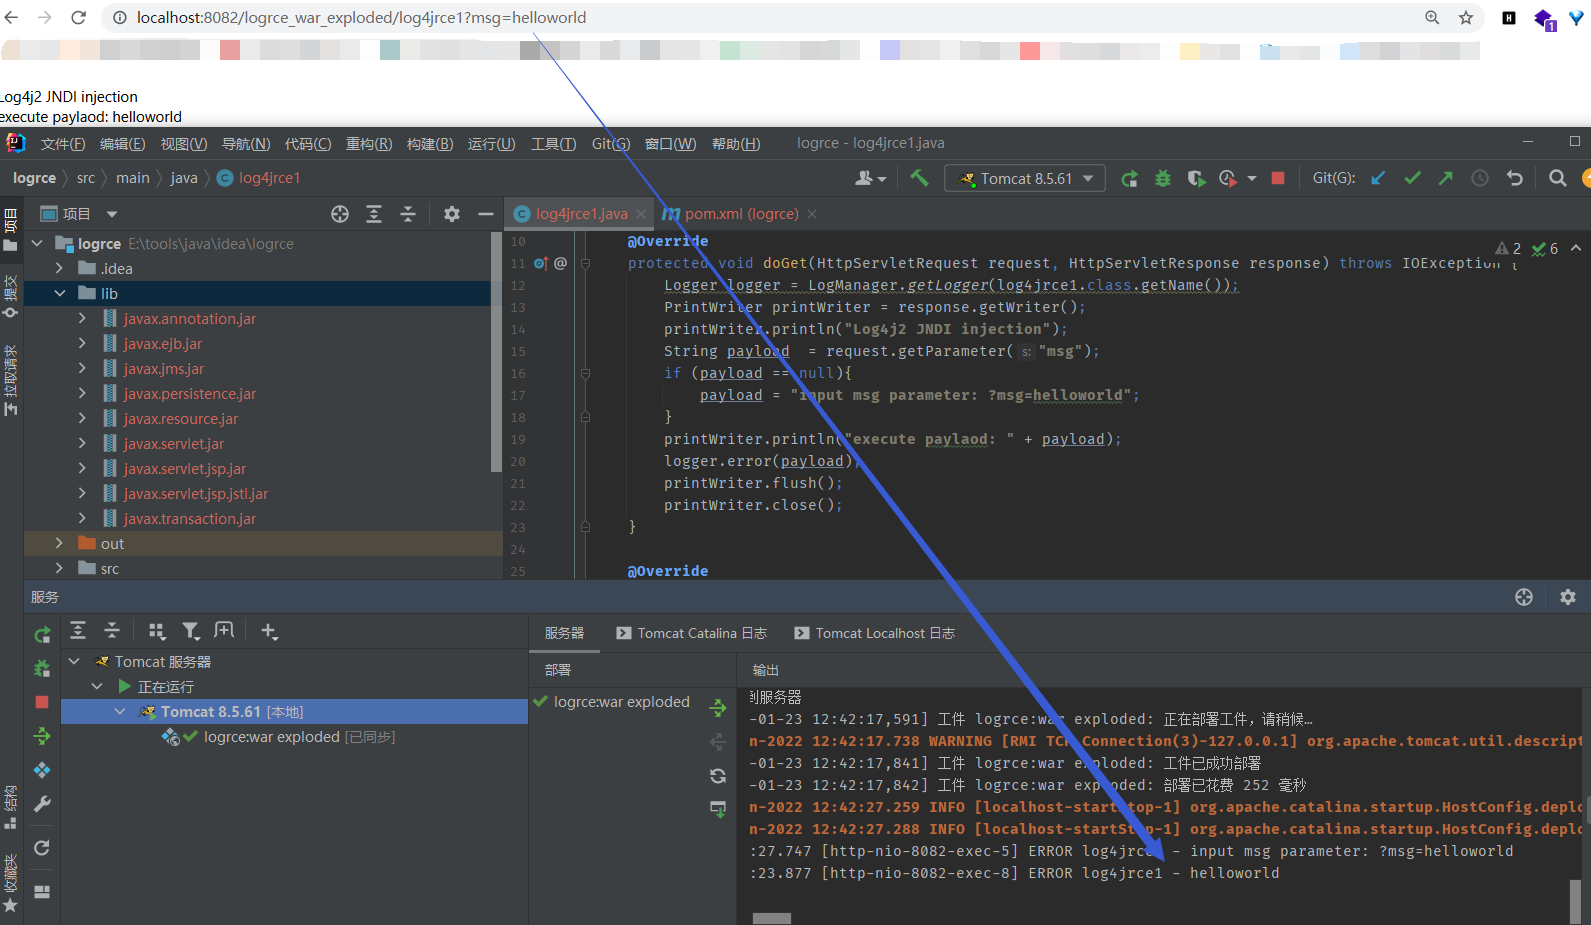 localhost:8082/logrce_war_exploded/log4jrce1?msg=helloworld
1
Log4j2 JNDI injection
execute paylaod: helloworld
文件(F) 编辑(E) 视图(V) 导航(N) 代码(C) 重构(R) 构建(B) 运行(U) 工具(T) Git(G) 窗口(W) 帮助(H) logrce - log4jrce1.java
logrce src main java log4jrce1 Tomcat 8.5.61 Git(G):
项目
提交
拉取请求
结构
收藏夹
项目
logrce E:\tools\java\idea\logrce
.idea
lib
javax.annotation.jar
javax.ejb.jar
javax.jms.jar
javax.persistence.jar
javax.resource.jar
javax.servlet.jar
javax.servlet.jsp.jar
javax.servlet.jsp.jstl.jar
javax.transaction.jar
out
src
log4jrce1.java pom.xml (logrce)
2 6
10 @Override
11 protected void doGet(HttpServletRequest request, HttpServletResponse response) throws IOException {
12 Logger logger = LogManager.getLogger(log4jrce1.class.getName());
13 PrintWriter printWriter = response.getWriter();
14 printWriter.println("Log4j2 JNDI injection");
15 String payload = request.getParameter( s: "msg");
16 if (payload == null){
17 payload = "input msg parameter: ?msg=helloworld";
18 }
19 printWriter.println("execute paylaod: " + payload);
20 logger.error(payload);
21 printWriter.flush();
22 printWriter.close();
23 }
24
25 @Override
服务
Tomcat 服务器
正在运行
Tomcat 8.5.61 [本地]
logrce:war exploded [已同步]
服务器 Tomcat Catalina 日志 Tomcat Localhost 日志
部署 输出
logrce:war exploded
到服务器
-01-23 12:42:17,591] 工件 logrce:war exploded: 正在部署工件，请稍候…
n-2022 12:42:17.738 WARNING [RMI TCP Connection(3)-127.0.0.1] org.apache.tomcat.util.descript
-01-23 12:42:17,841] 工件 logrce:war exploded: 工件已成功部署
-01-23 12:42:17,842] 工件 logrce:war exploded: 部署已花费 252 毫秒
n-2022 12:42:27.259 INFO [localhost-startStop-1] org.apache.catalina.startup.HostConfig.deplo
n-2022 12:42:27.288 INFO [localhost-startStop-1] org.apache.catalina.startup.HostConfig.deplo
:27.747 [http-nio-8082-exec-5] ERROR log4jrce1 - input msg parameter: ?msg=helloworld
:23.877 [http-nio-8082-exec-8] ERROR log4jrce1 - helloworld